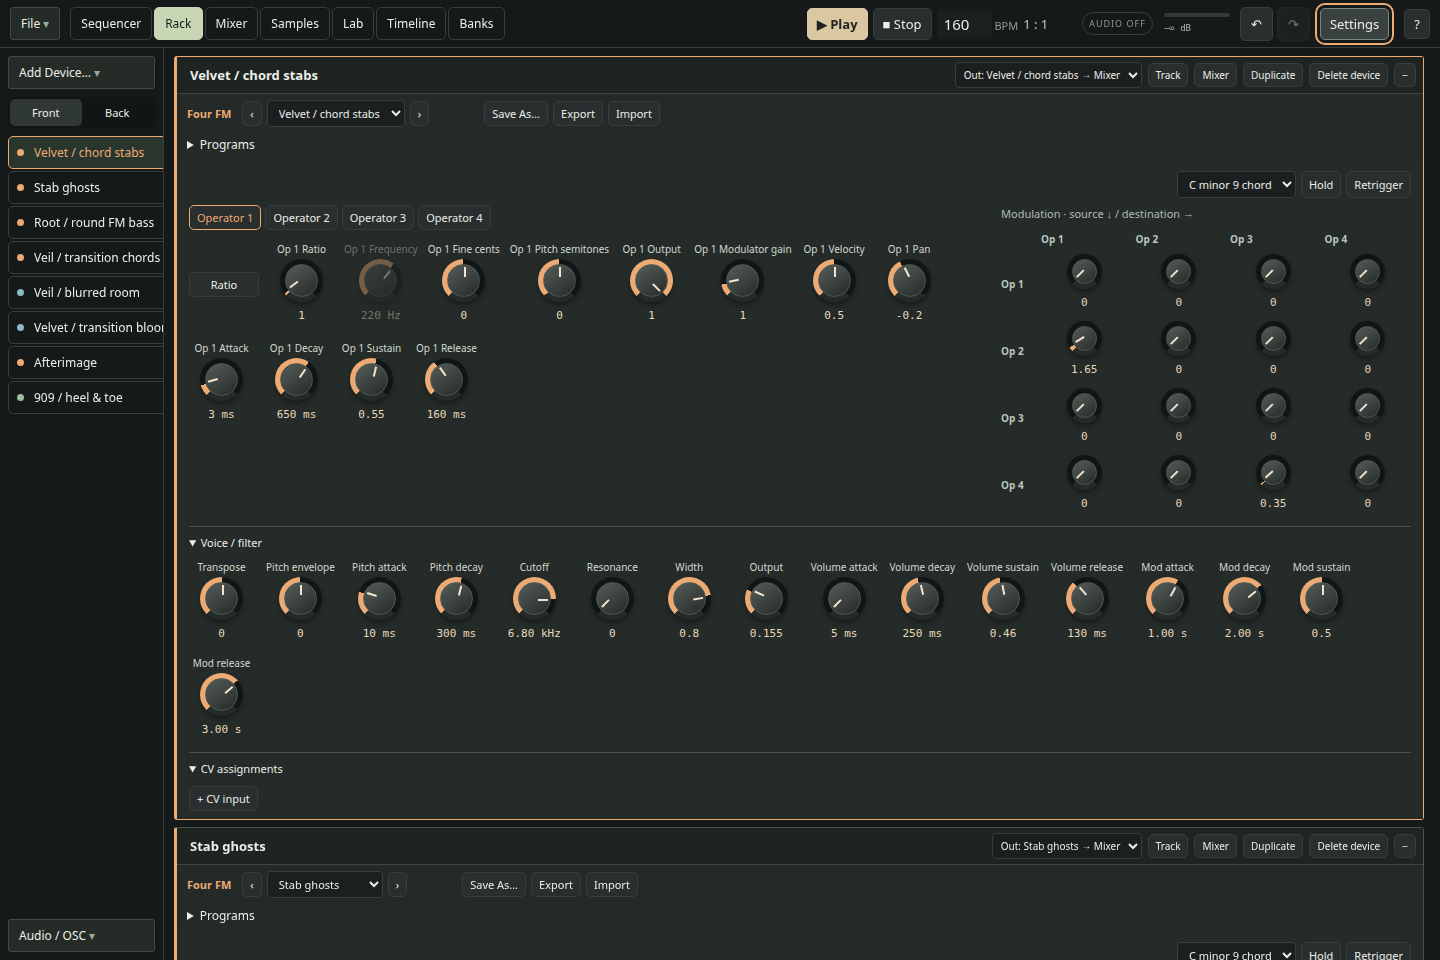 File ▾ Sequencer Rack Mixer Samples Lab Timeline Banks ▶ Play ■ Stop 160 BPM 1 : 1 AUDIO OFF −∞ dB ↶ ↷ Settings ?
Add Device... ▾
Front Back
Velvet / chord stabs
Stab ghosts
Root / round FM bass
Veil / transition chords
Veil / blurred room
Velvet / transition bloo
Afterimage
909 / heel & toe
Audio / OSC ▾
Velvet / chord stabs Out: Velvet / chord stabs → Mixer Track Mixer Duplicate Delete device −
Four FM ‹ Velvet / chord stabs › Save As... Export Import
▶ Programs
C minor 9 chord Hold Retrigger
Operator 1 Operator 2 Operator 3 Operator 4
Op 1 Ratio Op 1 Frequency Op 1 Fine cents Op 1 Pitch semitones Op 1 Output Op 1 Modulator gain Op 1 Velocity Op 1 Pan
Ratio
1 220 Hz 0 0 1 1 0.5 -0.2
Op 1 Attack Op 1 Decay Op 1 Sustain Op 1 Release
3 ms 650 ms 0.55 160 ms
Modulation · source ↓ / destination →
Op 1 Op 2 Op 3 Op 4
Op 1
0 0 0 0
Op 2
1.65 0 0 0
Op 3
0 0 0 0
Op 4
0 0 0.35 0
▼ Voice / filter
Transpose Pitch envelope Pitch attack Pitch decay Cutoff Resonance Width Output Volume attack Volume decay Volume sustain Volume release Mod attack Mod decay Mod sustain
0 0 10 ms 300 ms 6.80 kHz 0 0.8 0.155 5 ms 250 ms 0.46 130 ms 1.00 s 2.00 s 0.5
Mod release
3.00 s
▼ CV assignments
+ CV input
Stab ghosts Out: Stab ghosts → Mixer Track Mixer Duplicate Delete device −
Four FM ‹ Stab ghosts › Save As... Export Import
▶ Programs
C minor 9 chord Hold Retrigger